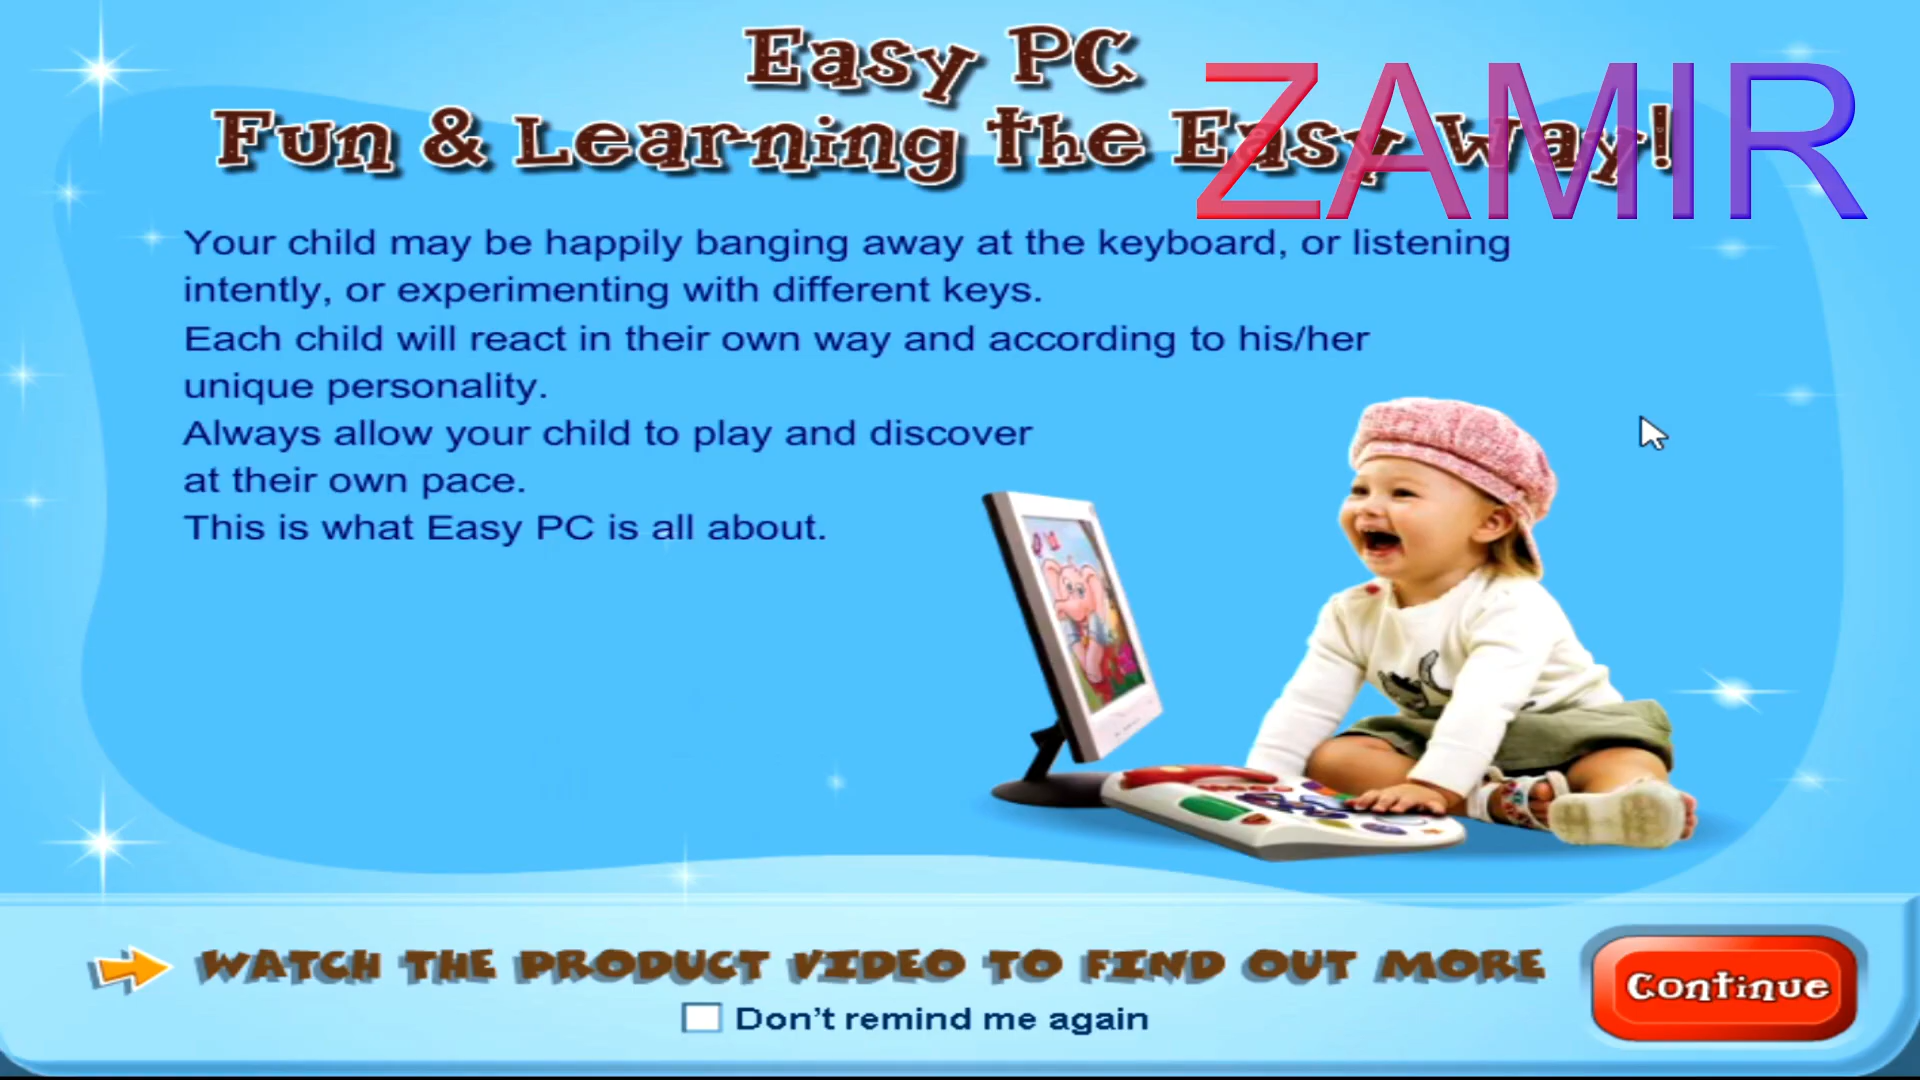 Easy PC
ZAMIR
Fun & Learning the Easy Way!
Your child may be happily banging away at the keyboard, or listening
intently, or experimenting with different keys.
Each child will react in their own way and according to his/her
unique personality.
Always allow your child to play and discover
at their own pace.
This is what Easy PC is all about.
WATCH THE PRODUCT VIDEO TO FIND OUT MORE
Continue
Don't remind me again